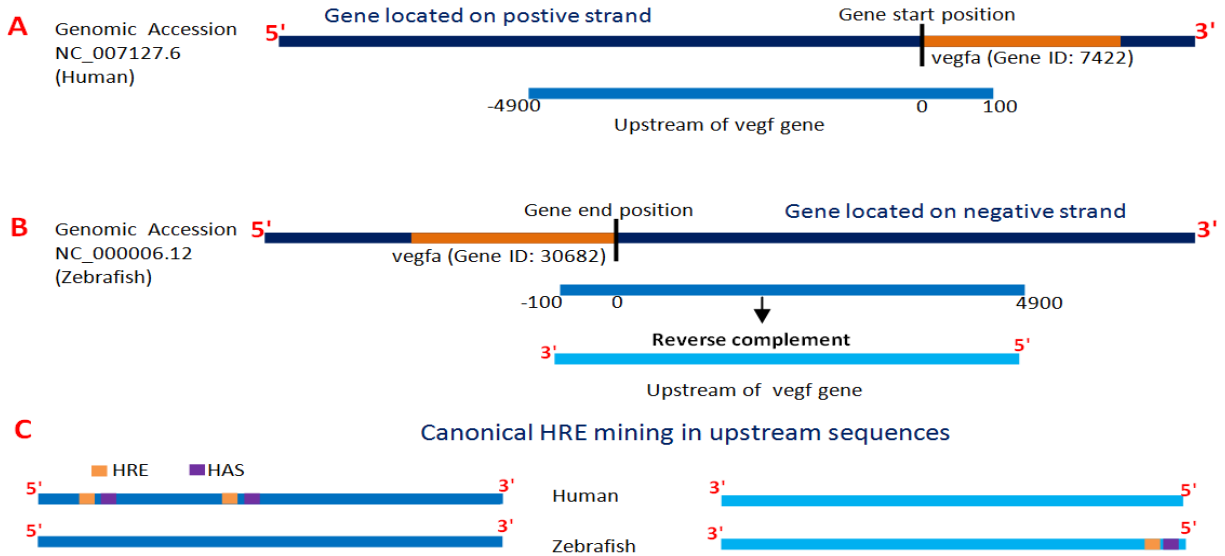 A
Genomic Accession
NC_007127.6
(Human)
Gene located on postive strand
Gene start position
5'
3'
vegfa (Gene ID: 7422)
-4900
0
100
Upstream of vegf gene
B
Genomic Accession
NC_000006.12
(Zebrafish)
Gene end position
Gene located on negative strand
5'
3'
vegfa (Gene ID: 30682)
-100
0
4900
Reverse complement
3'
5'
Upstream of vegf gene
C
Canonical HRE mining in upstream sequences
HRE
HAS
5'
3'
Human
3'
5'
5'
3'
Zebrafish
3'
5'